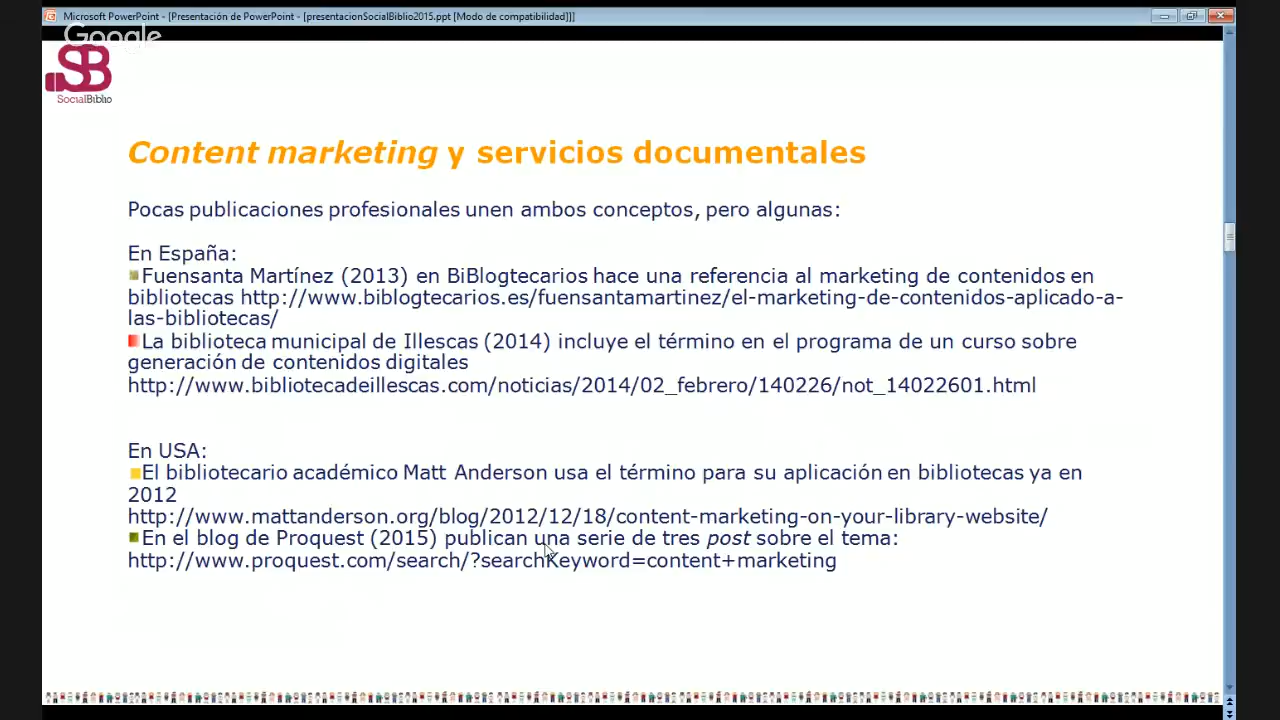 Microsoft PowerPoint - [Presentación de PowerPoint - [presentacionSocialBiblio2015.ppt [Modo de compatibilidad]]]
Google
SB
SocialBiblio
Content marketing y servicios documentales
Pocas publicaciones profesionales unen ambos conceptos, pero algunas:
En España:
Fuensanta Martínez (2013) en BiBlogtecarios hace una referencia al marketing de contenidos en
bibliotecas http://www.biblogtecarios.es/fuensantamartinez/el-marketing-de-contenidos-aplicado-a-
las-bibliotecas/
La biblioteca municipal de Illescas (2014) incluye el término en el programa de un curso sobre
generación de contenidos digitales
http://www.bibliotecadeillescas.com/noticias/2014/02_febrero/140226/not_14022601.html
En USA:
El bibliotecario académico Matt Anderson usa el término para su aplicación en bibliotecas ya en
2012
http://www.mattanderson.org/blog/2012/12/18/content-marketing-on-your-library-website/
En el blog de Proquest (2015) publican una serie de tres post sobre el tema:
http://www.proquest.com/search/?searchKeyword=content+marketing